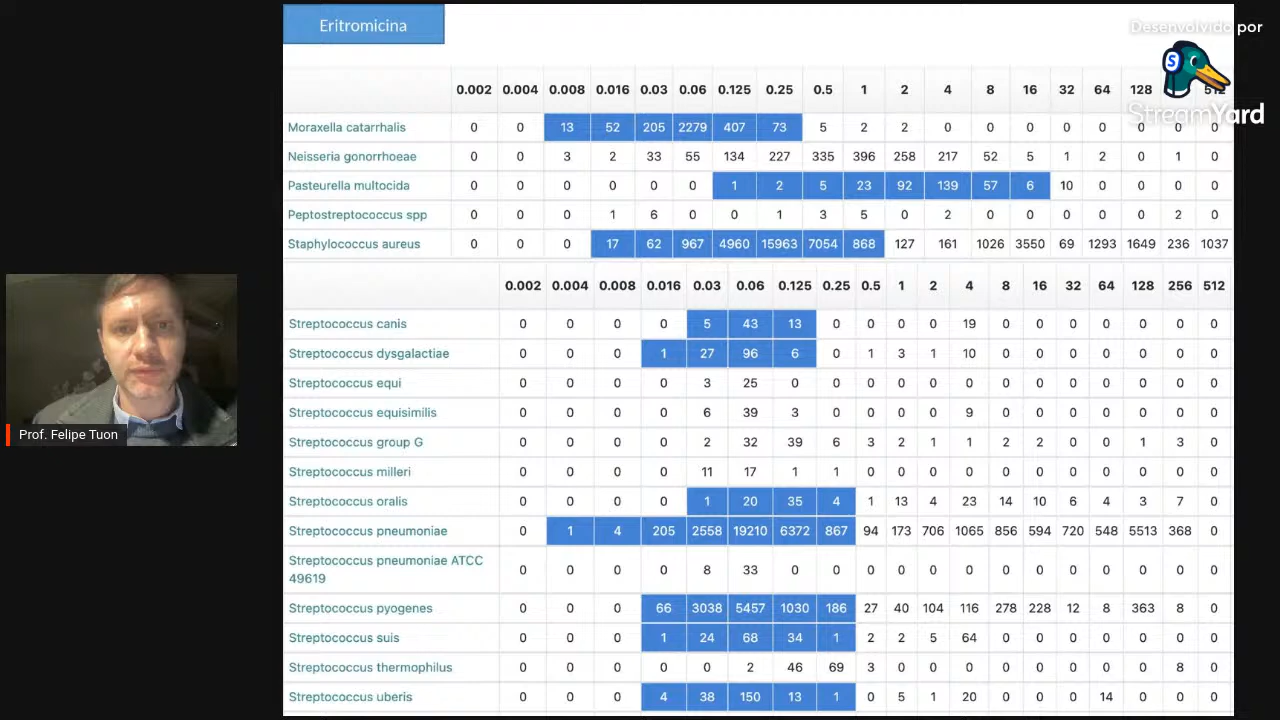 Eritromicina
Desenvolvido por
S
StreamYard
0.002 0.004 0.008 0.016 0.03 0.06 0.125 0.25 0.5 1 2 4 8 16 32 64 128 512
Moraxella catarrhalis 0 0 13 52 205 2279 407 73 5 2 2 0 0 0 0 0 0 0 0
Neisseria gonorrhoeae 0 0 3 2 33 55 134 227 335 396 258 217 52 5 1 2 0 1 0
Pasteurella multocida 0 0 0 0 0 0 1 2 5 23 92 139 57 6 10 0 0 0 0
Peptostreptococcus spp 0 0 0 1 6 0 0 1 3 5 0 2 0 0 0 0 0 2 0
Staphylococcus aureus 0 0 0 17 62 967 4960 15963 7054 868 127 161 1026 3550 69 1293 1649 236 1037
0.002 0.004 0.008 0.016 0.03 0.06 0.125 0.25 0.5 1 2 4 8 16 32 64 128 256 512
Streptococcus canis 0 0 0 0 5 43 13 0 0 0 0 19 0 0 0 0 0 0 0
Streptococcus dysgalactiae 0 0 0 1 27 96 6 0 1 3 1 10 0 0 0 0 0 0 0
Streptococcus equi 0 0 0 0 3 25 0 0 0 0 0 0 0 0 0 0 0 0 0
Streptococcus equisimilis 0 0 0 0 6 39 3 0 0 0 0 9 0 0 0 0 0 0 0
Streptococcus group G 0 0 0 0 2 32 39 6 3 2 1 1 2 2 0 0 1 3 0
Streptococcus milleri 0 0 0 0 11 17 1 1 0 0 0 0 0 0 0 0 0 0 0
Streptococcus oralis 0 0 0 0 1 20 35 4 1 13 4 23 14 10 6 4 3 7 0
Streptococcus pneumoniae 0 1 4 205 2558 19210 6372 867 94 173 706 1065 856 594 720 548 5513 368 0
Streptococcus pneumoniae ATCC
49619 0 0 0 0 8 33 0 0 0 0 0 0 0 0 0 0 0 0 0
Streptococcus pyogenes 0 0 0 66 3038 5457 1030 186 27 40 104 116 278 228 12 8 363 8 0
Streptococcus suis 0 0 0 1 24 68 34 1 2 2 5 64 0 0 0 0 0 0 0
Streptococcus thermophilus 0 0 0 0 0 2 46 69 3 0 0 0 0 0 0 0 0 8 0
Streptococcus uberis 0 0 0 4 38 150 13 1 0 5 1 20 0 0 0 14 0 0 0
Prof. Felipe Tuon